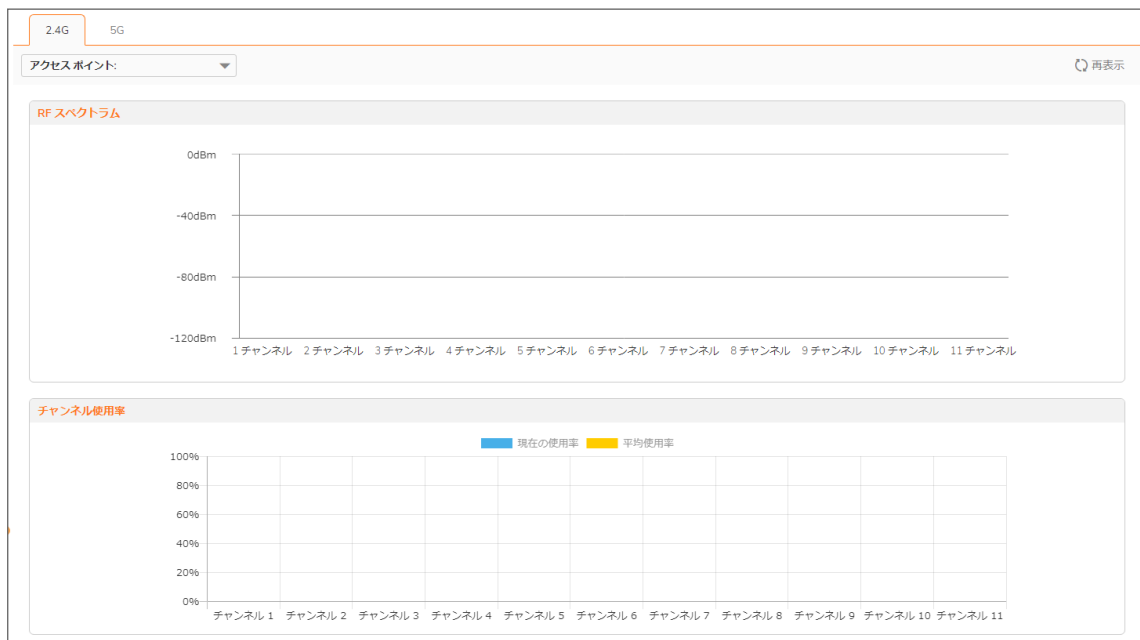 2.4G 5G
アクセス ポイント: 再表示
RF スペクトラム
0dBm
-40dBm
-80dBm
-120dBm
1 チャンネル 2 チャンネル 3 チャンネル 4 チャンネル 5 チャンネル 6 チャンネル 7 チャンネル 8 チャンネル 9 チャンネル 10 チャンネル 11 チャンネル
チャンネル使用率
現在の使用率 平均使用率
100%
80%
60%
40%
20%
0%
チャンネル 1 チャンネル 2 チャンネル 3 チャンネル 4 チャンネル 5 チャンネル 6 チャンネル 7 チャンネル 8 チャンネル 9 チャンネル 10 チャンネル 11